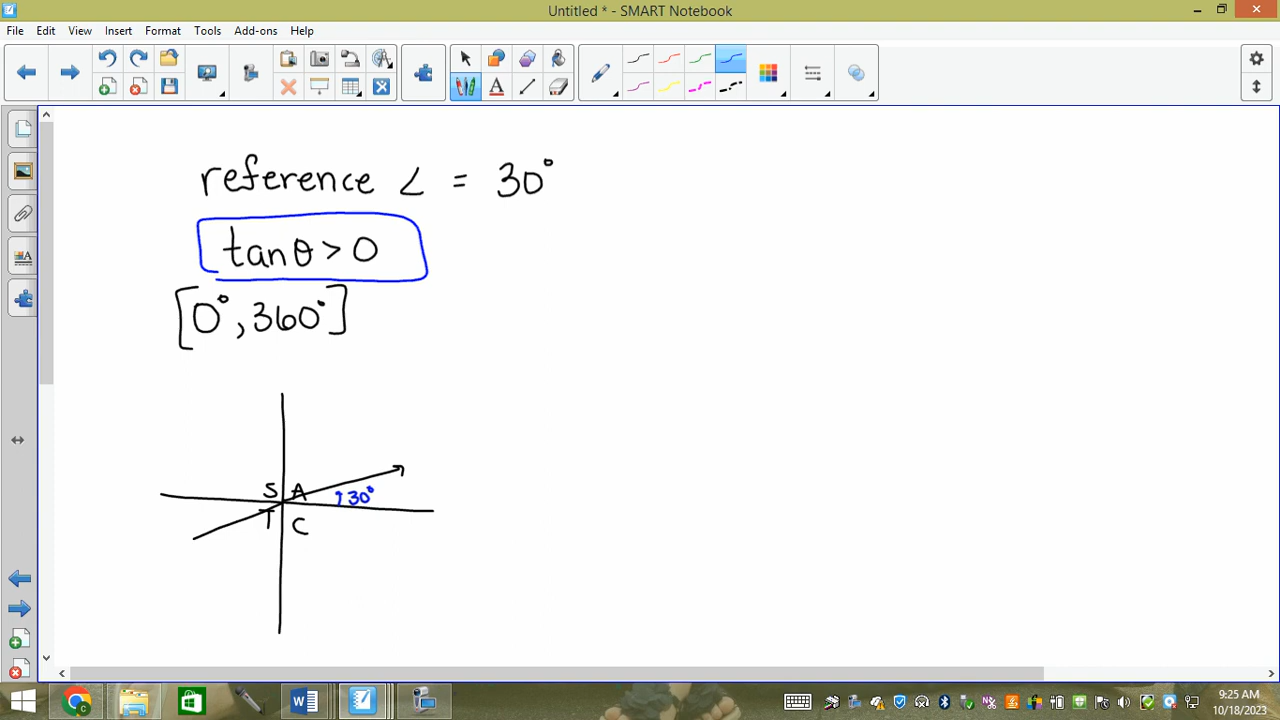 Untitled * - SMART Notebook
File Edit View Insert Format Tools Add-ons Help
reference ∠ = 30°
tanθ > 0
[0°, 360°]
S A 30°
T C
9:25 AM
10/18/2023